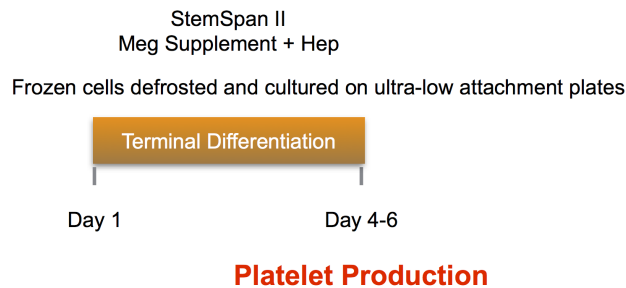 StemSpan II
Meg Supplement + Hep
Frozen cells defrosted and cultured on ultra-low attachment plates
Terminal Differentiation
Day 1
Day 4-6
Platelet Production